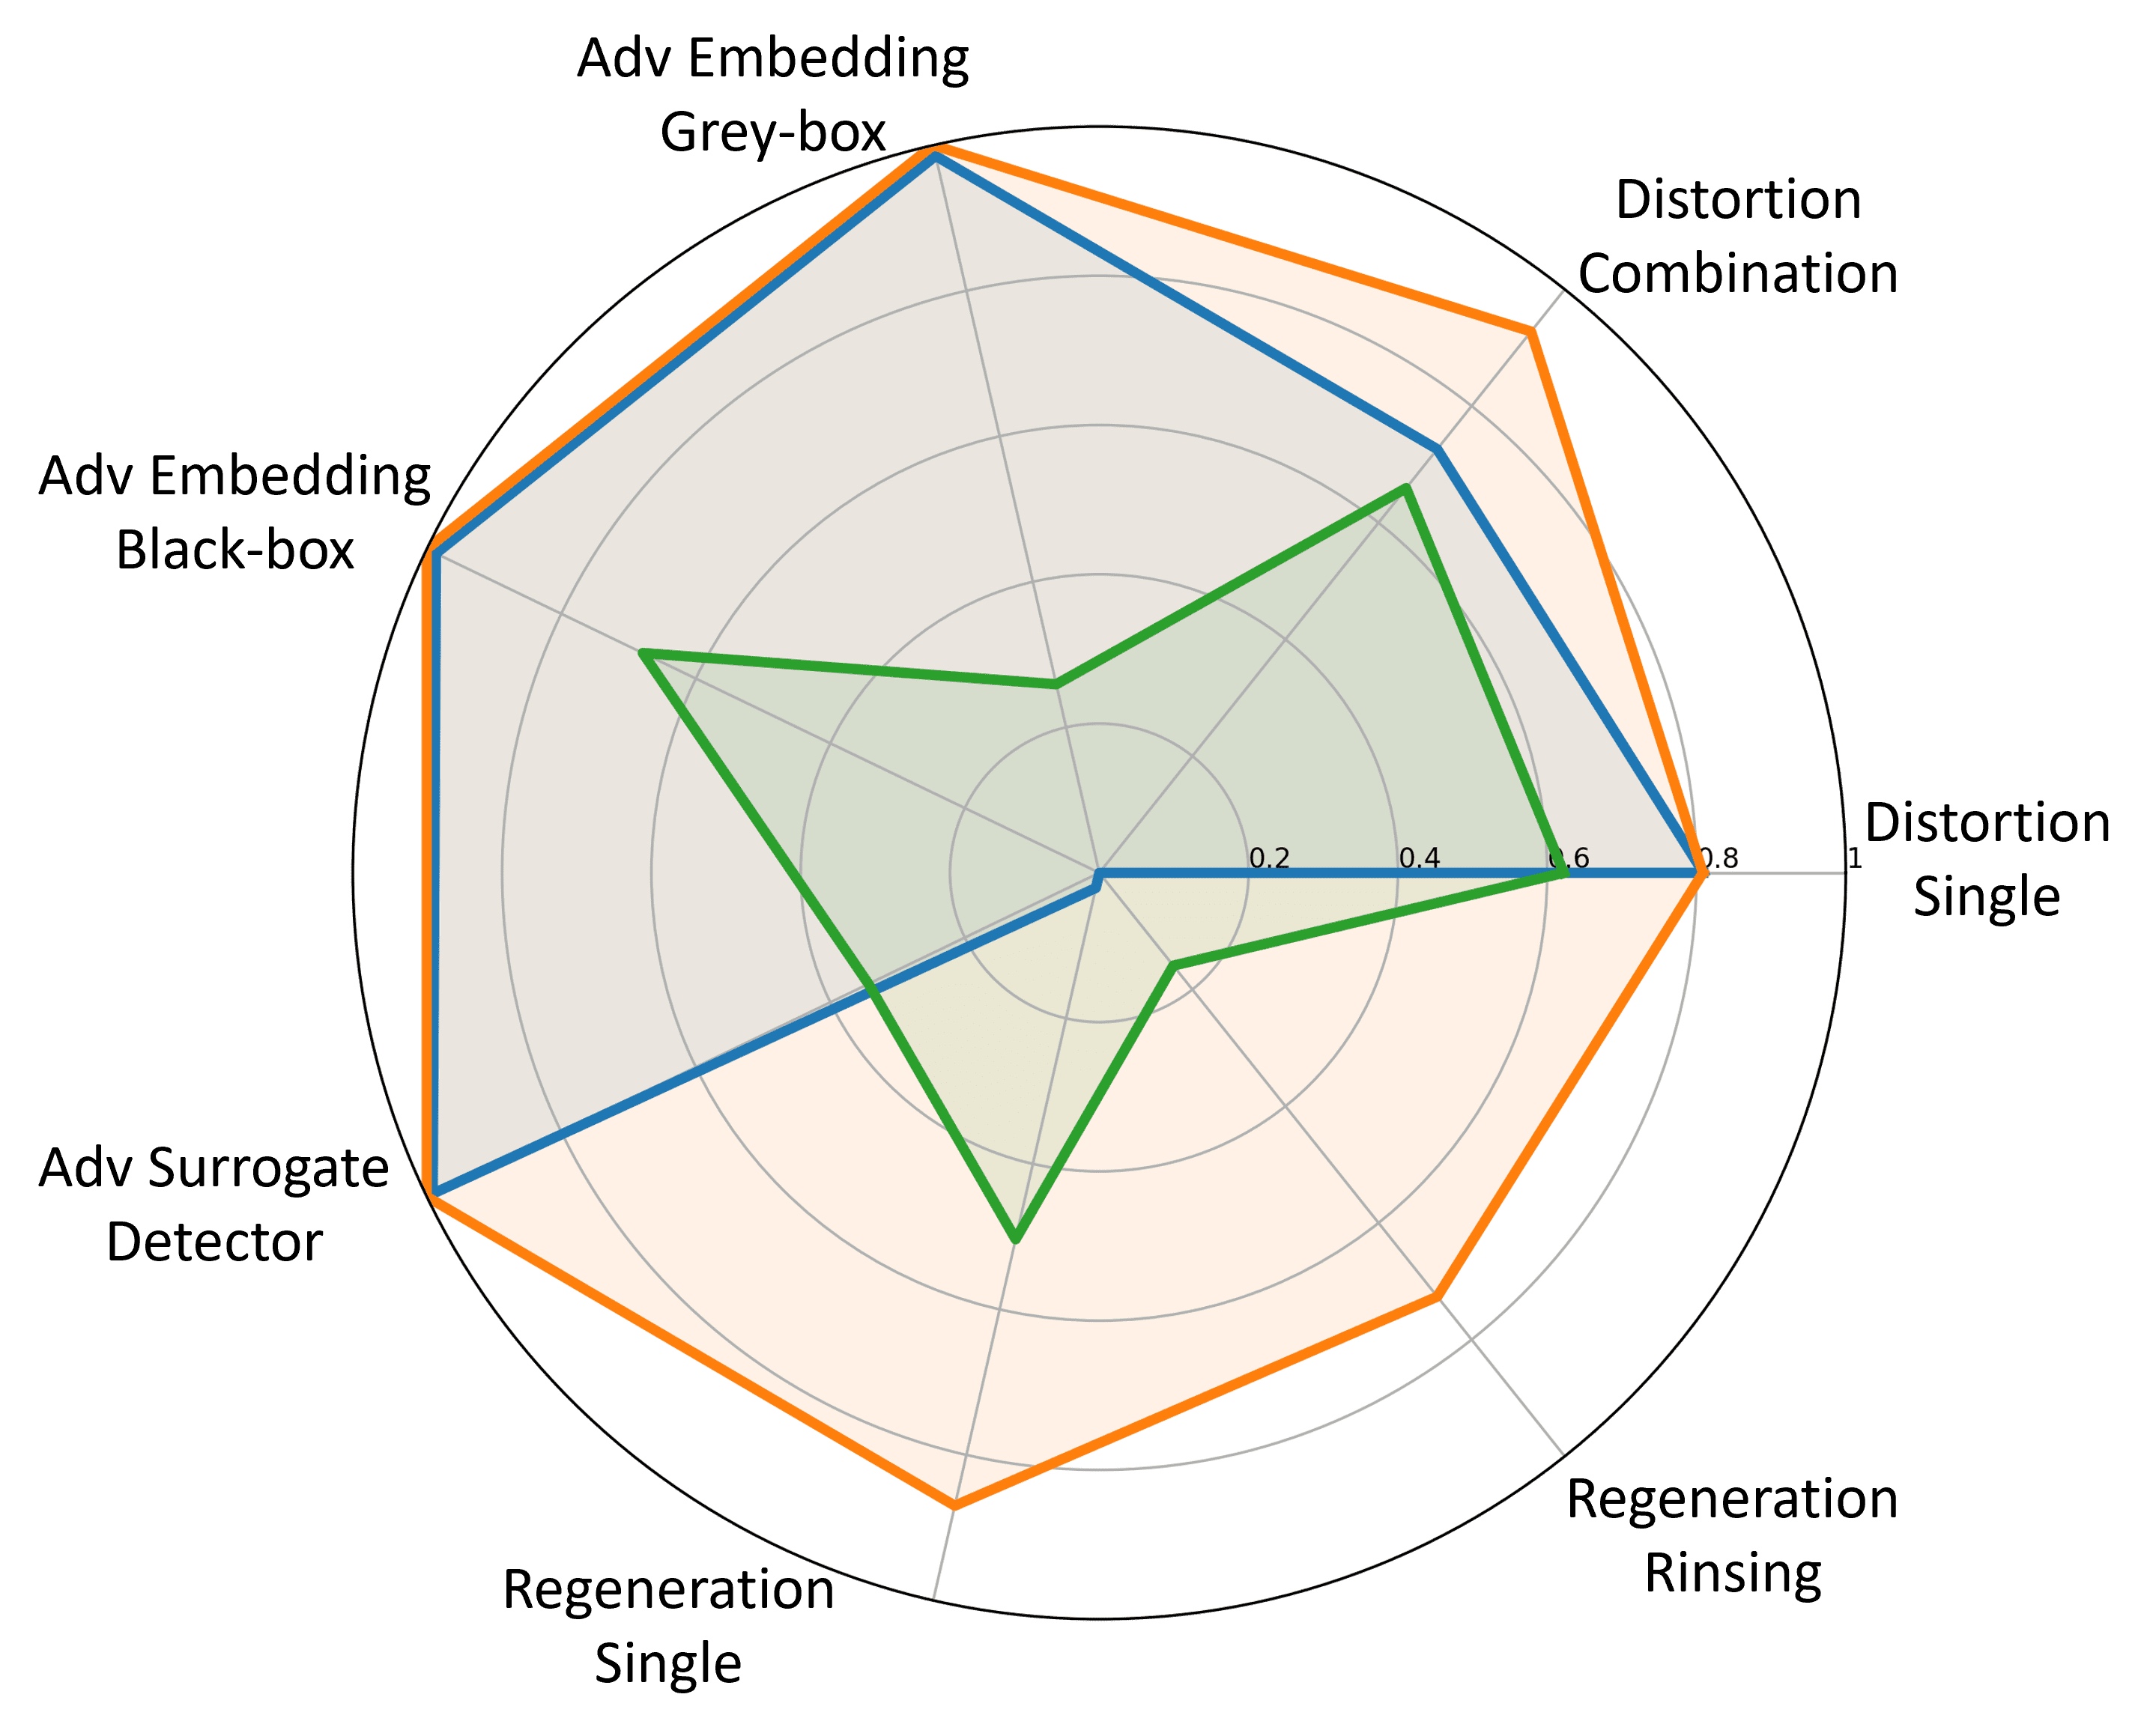 Adv Embedding
Grey-box
Distortion
Combination
Adv Embedding
Black-box
Distortion
Single
0.2
0.4
0.6
0.8
1
Adv Surrogate
Detector
Regeneration
Rinsing
Regeneration
Single